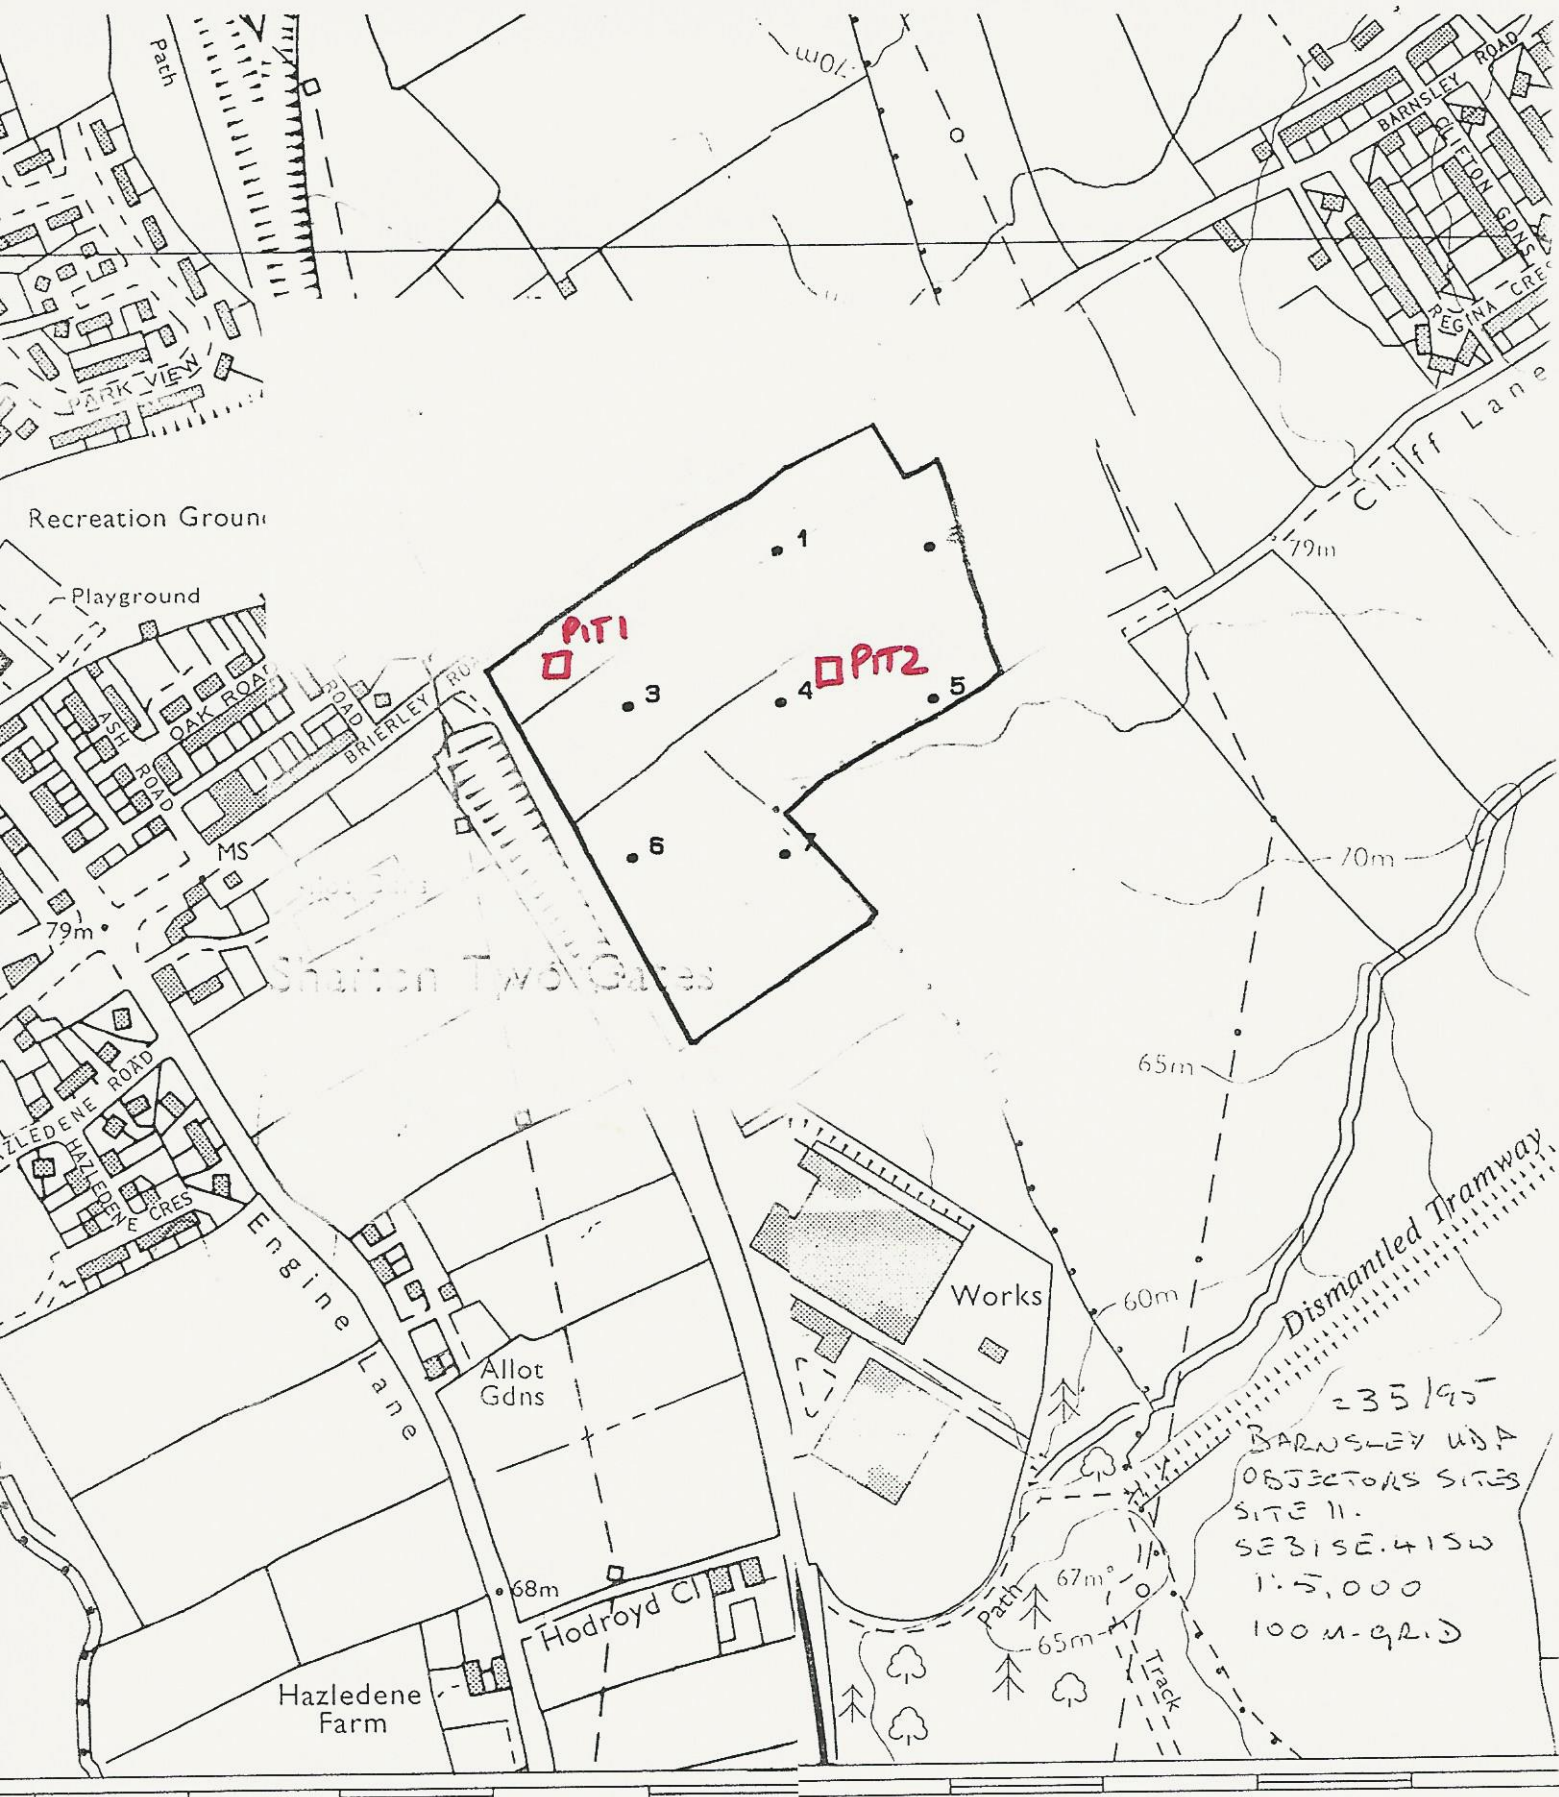 Path
70m
BARNSLEY ROAD
CLIFTON GDNS
REGINA CRES
PARK VIEW
Cliff Lane
Recreation Ground
1
79m
Playground
PIT1
PIT2
OAK ROAD
ROAD
BRIERLEY
3
4
5
ASH ROAD
MS
6
7
70m
79m
Shafton Two Gates
65m
HAZLEDENE ROAD
HAZLEDENE CRES
Dismantled Tramway
Engine Lane
Works
60m
Allot
Gdns
35/95
BARNSLEY UDP
OBJECTORS SITES
SITE 11.
SE31SE.41SW
1:5,000
100M-GRID
68m
67m
Hodroyd Cl
Path
65m
Track
Hazledene
Farm